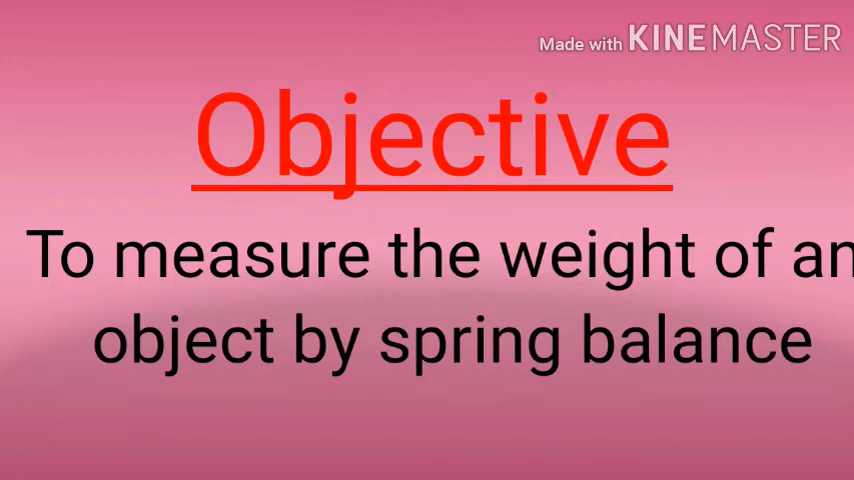 Made with KINEMASTER
Objective
To measure the weight of an
object by spring balance